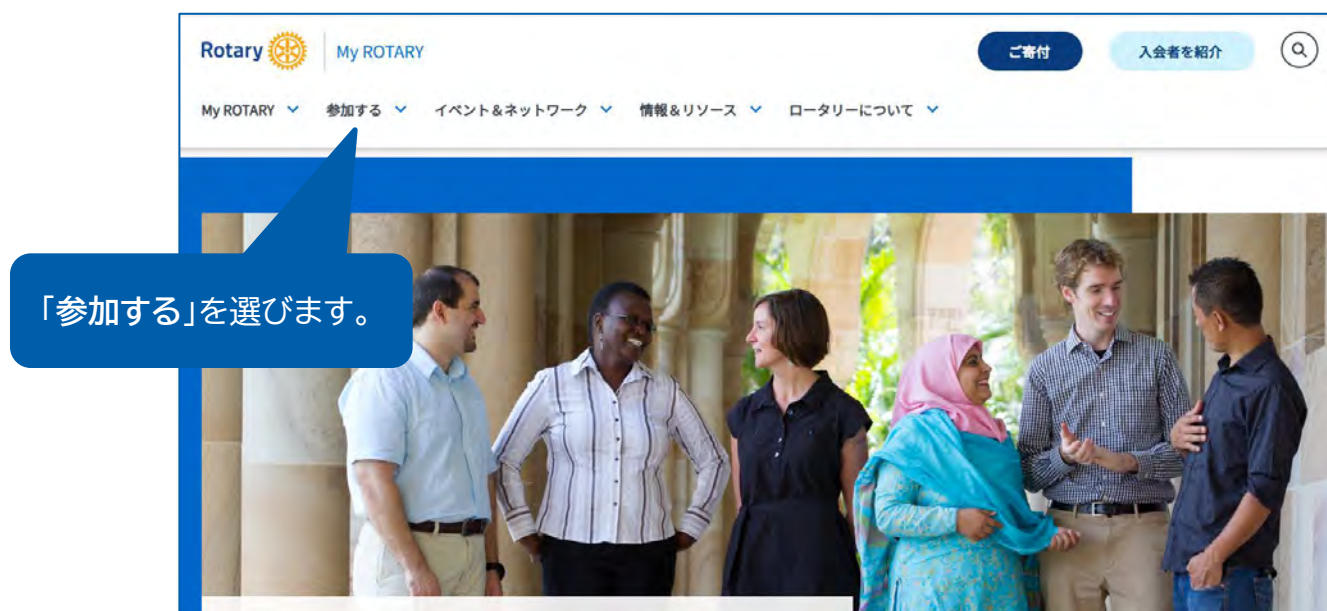 Rotary
My ROTARY
ご寄付
入会者を紹介
My ROTARY
参加する
イベント&ネットワーク
情報&リソース
ロータリーについて
「参加する」を選びます。